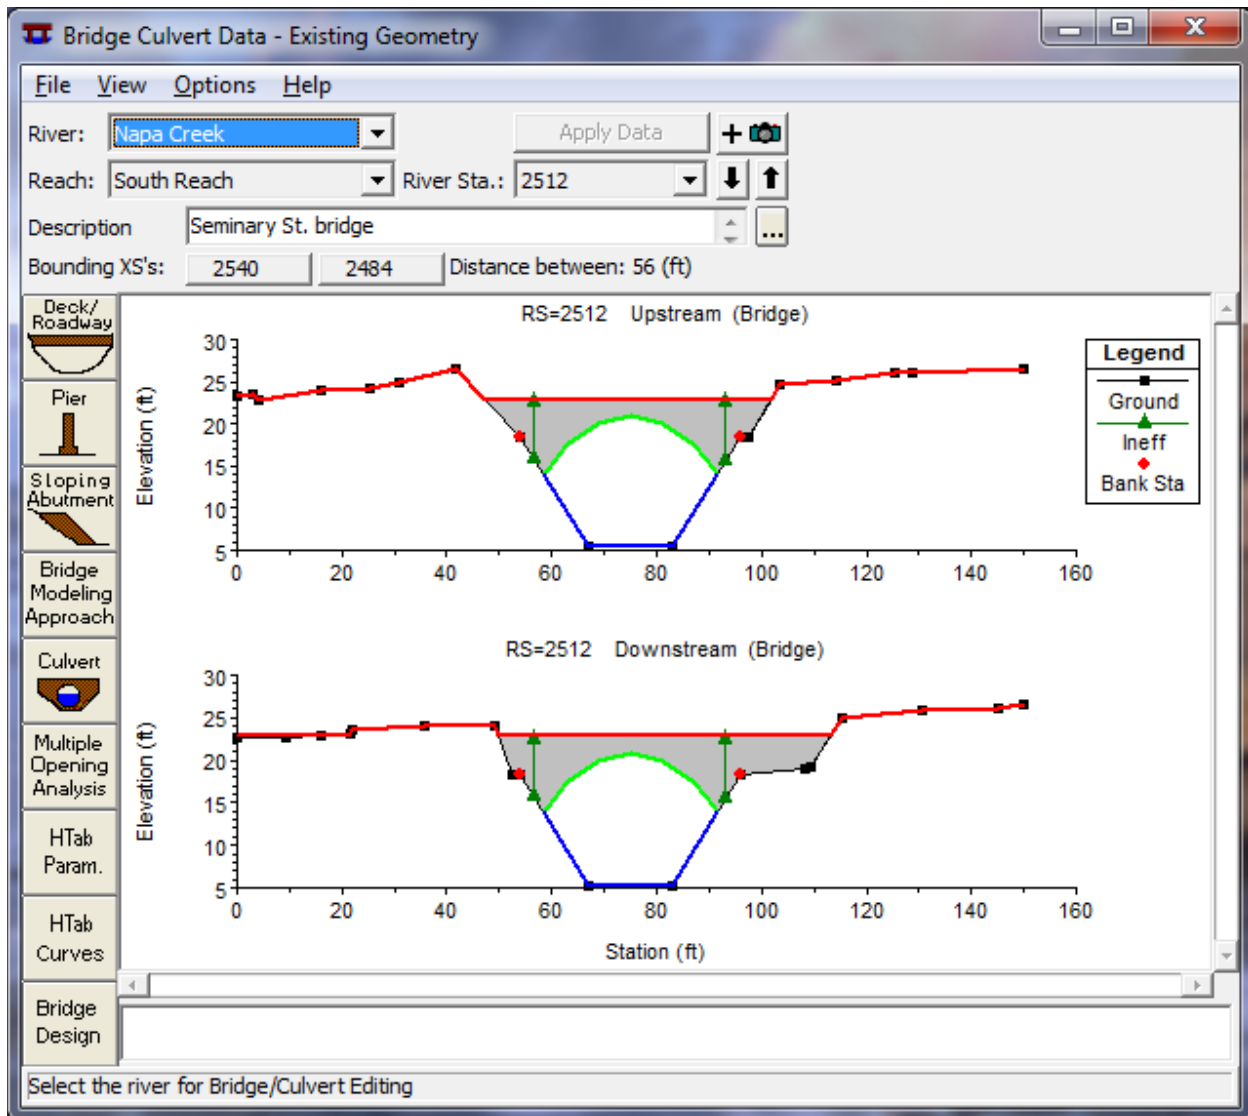 Bridge Culvert Data - Existing Geometry
File View Options Help
River: Napa Creek Apply Data +
Reach: South Reach River Sta.: 2512
Description Seminary St. bridge ...
Bounding XS's: 2540 2484 Distance between: 56 (ft)
Deck/
Roadway
Pier
Sloping
Abutment
Bridge
Modeling
Approach
Culvert
Multiple
Opening
Analysis
HTab
Param.
HTab
Curves
Bridge
Design
RS=2512 Upstream (Bridge)
Elevation (ft)
30
25
20
15
10
5
0 20 40 60 80 100 120 140 160
Legend
Ground
Ineff
Bank Sta
RS=2512 Downstream (Bridge)
Elevation (ft)
30
25
20
15
10
5
0 20 40 60 80 100 120 140 160
Station (ft)
Select the river for Bridge/Culvert Editing